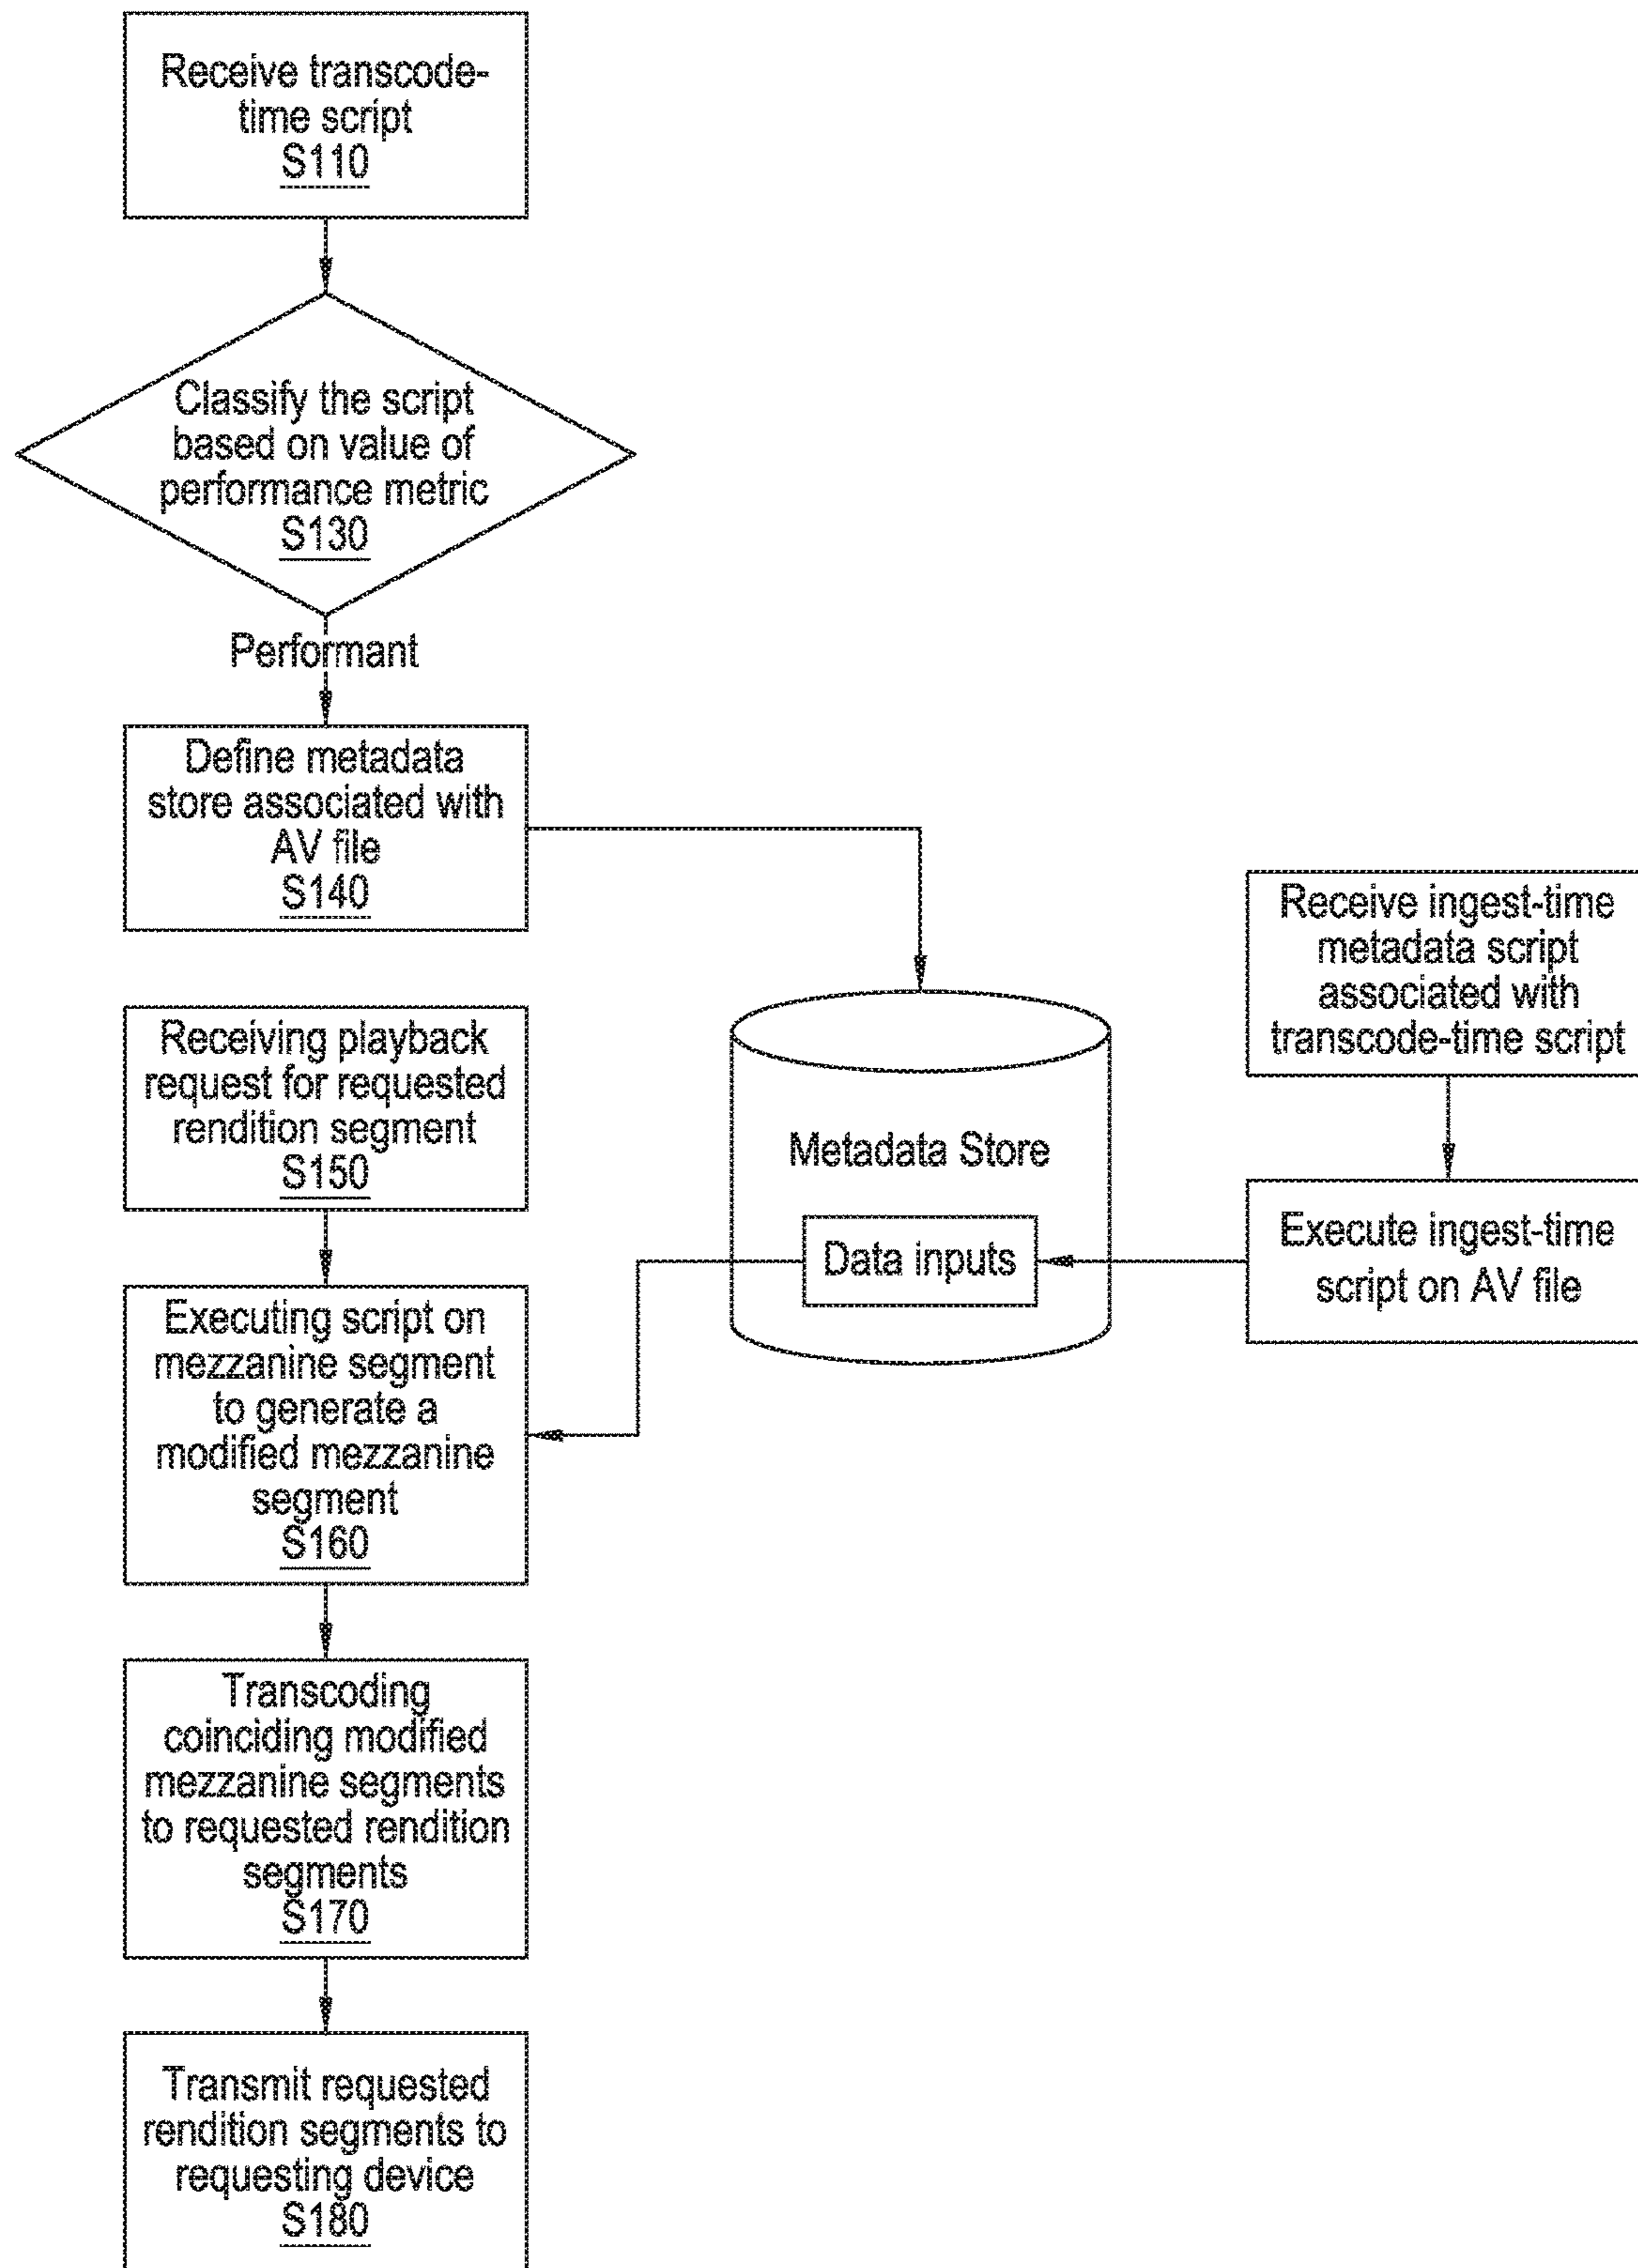 Receive transcode-
time script
S110
Classify the script
based on value of
performance metric
S130
Performant
Define metadata
store associated with
AV file
S140
Receive ingest-time
metadata script
associated with
transcode-time script
Receiving playback
request for requested
rendition segment
S150
Metadata Store
Data inputs
Execute ingest-time
script on AV file
Executing script on
mezzanine segment
to generate a
modified mezzanine
segment
S160
Transcoding
coinciding modified
mezzanine segments
to requested rendition
segments
S170
Transmit requested
rendition segments to
requesting device
S180